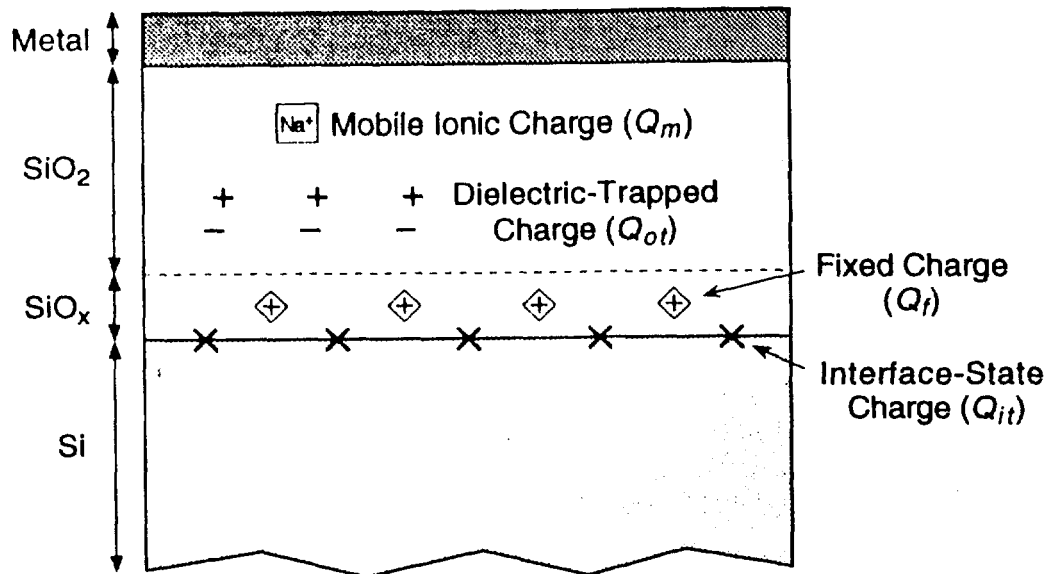 Metal
Na⁺ Mobile Ionic Charge (Qm)
SiO₂
+ + + Dielectric-Trapped
− − − Charge (Qot)
Fixed Charge
(Qf)
SiOₓ
+ + + +
Interface-State
Charge (Qit)
Si